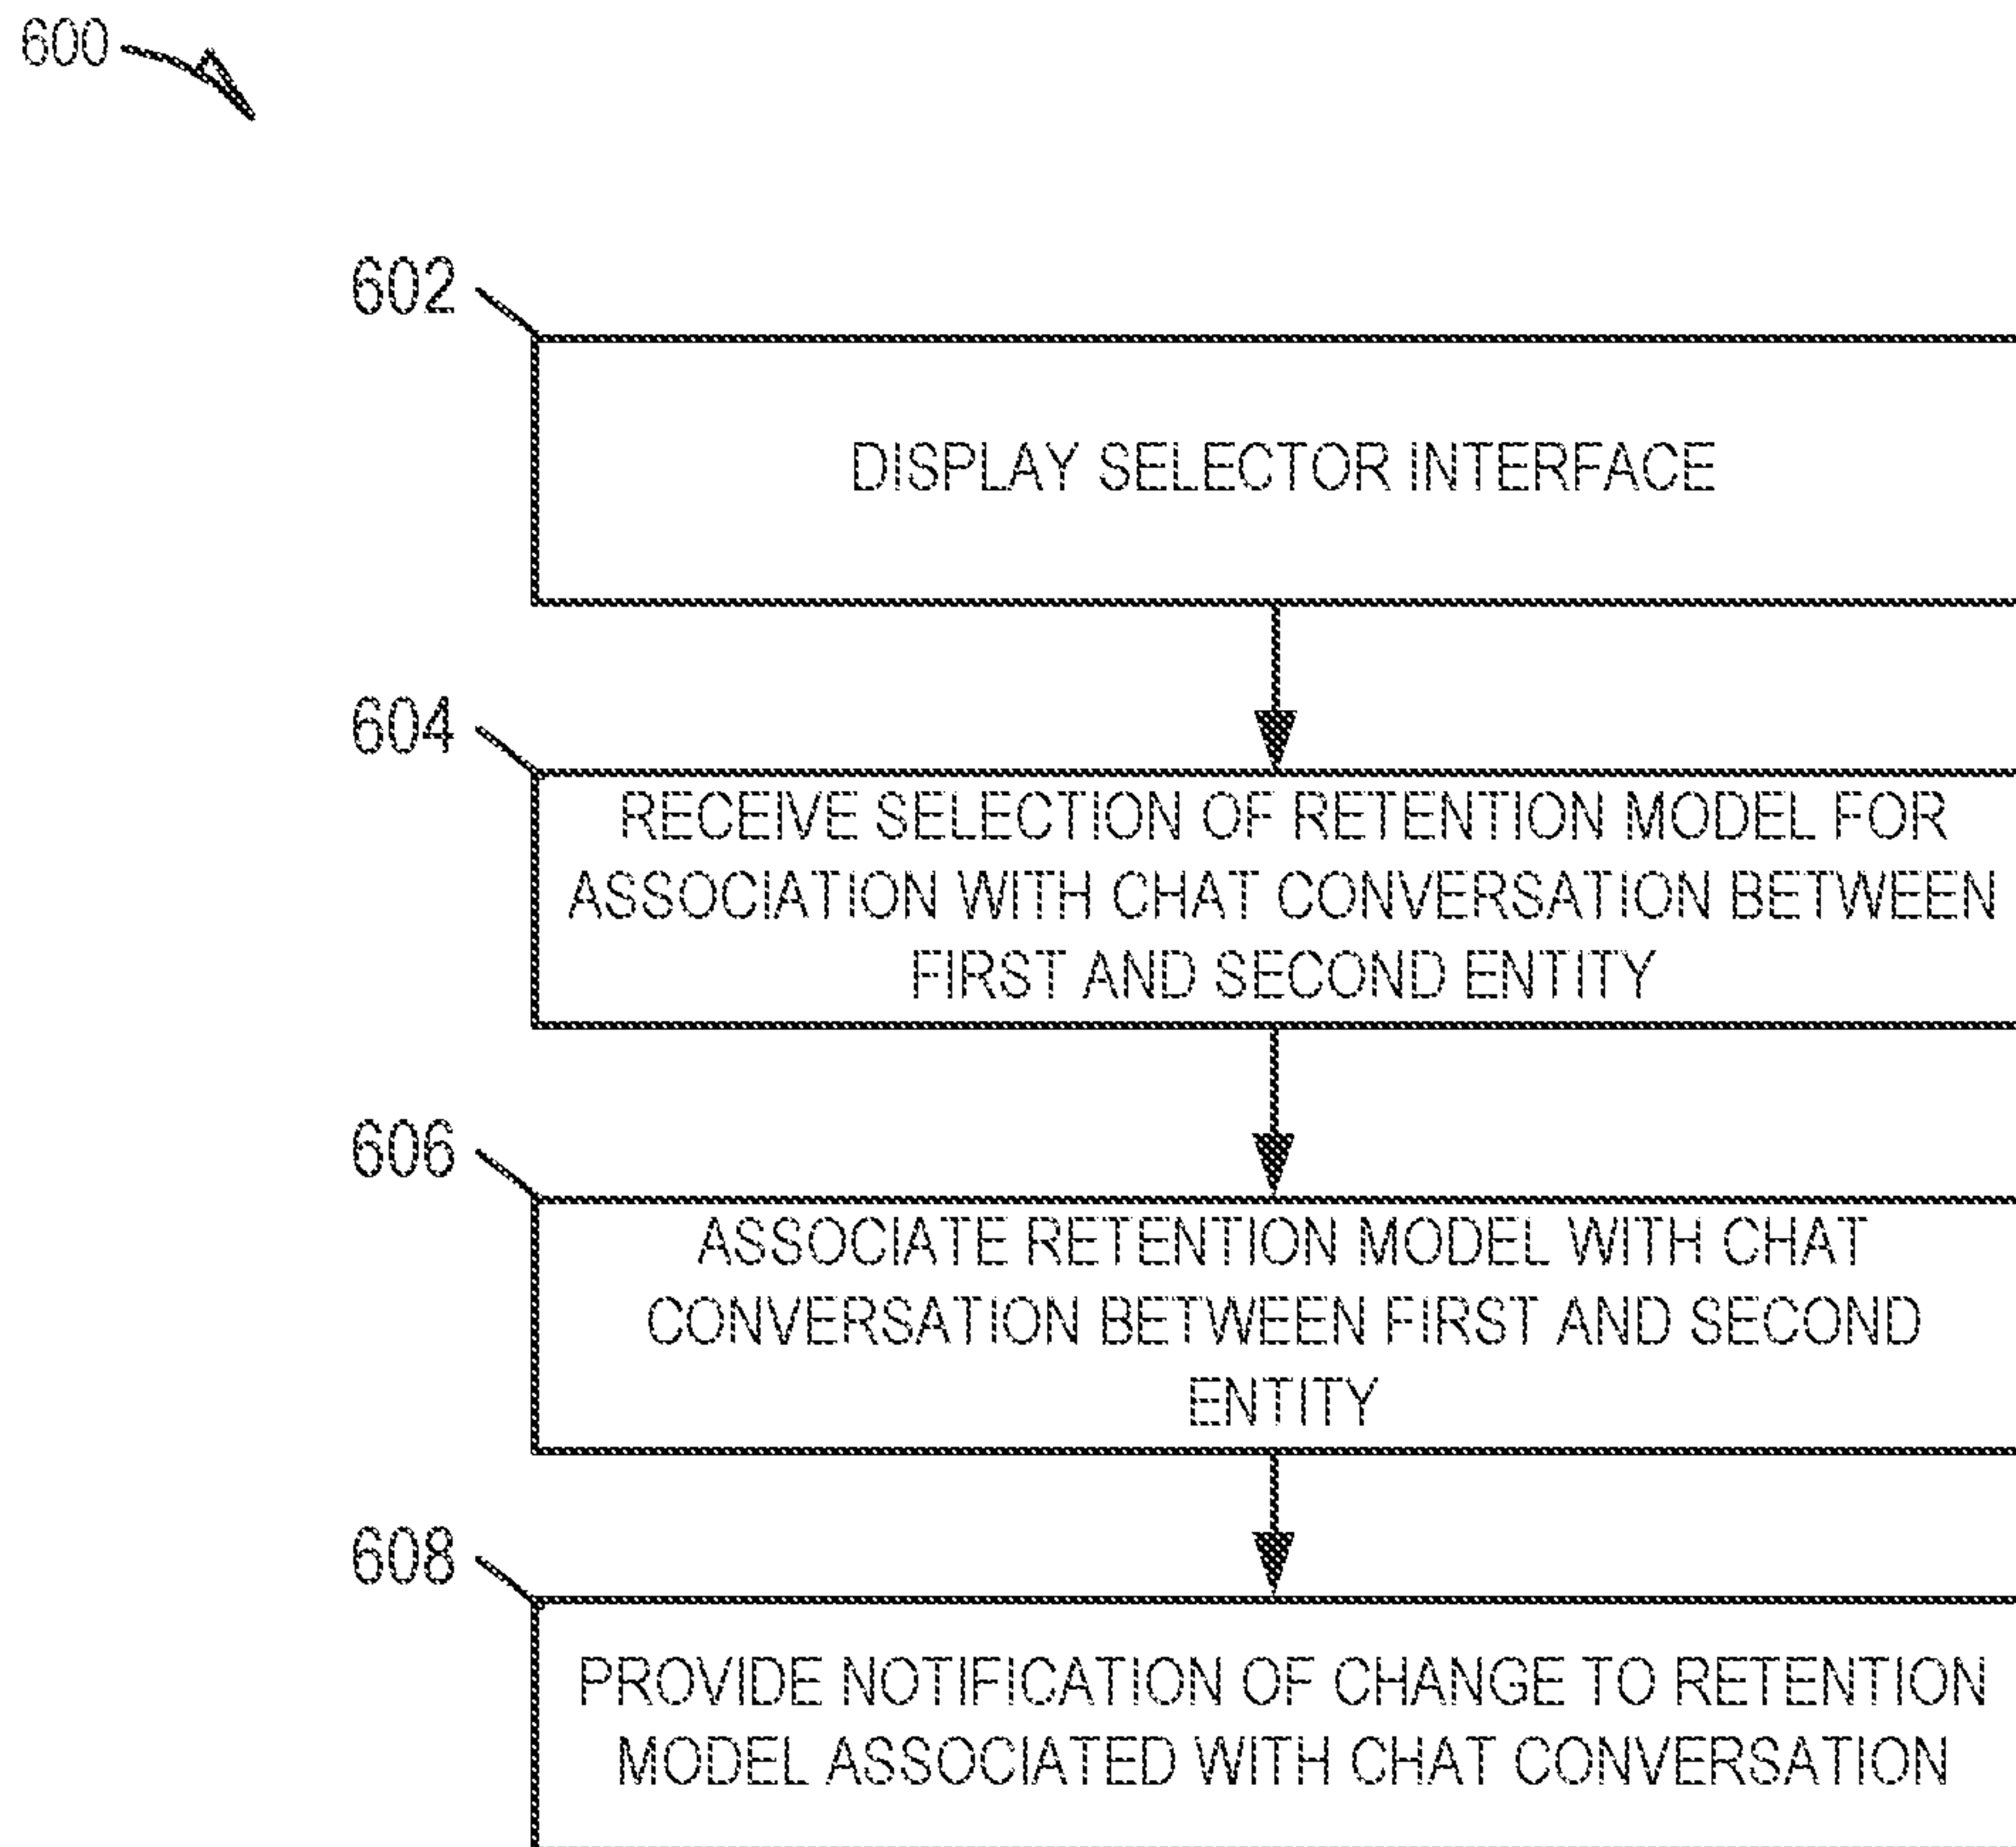 600
602
DISPLAY SELECTOR INTERFACE
604
RECEIVE SELECTION OF RETENTION MODEL FOR
ASSOCIATION WITH CHAT CONVERSATION BETWEEN
FIRST AND SECOND ENTITY
606
ASSOCIATE RETENTION MODEL WITH CHAT
CONVERSATION BETWEEN FIRST AND SECOND
ENTITY
608
PROVIDE NOTIFICATION OF CHANGE TO RETENTION
MODEL ASSOCIATED WITH CHAT CONVERSATION